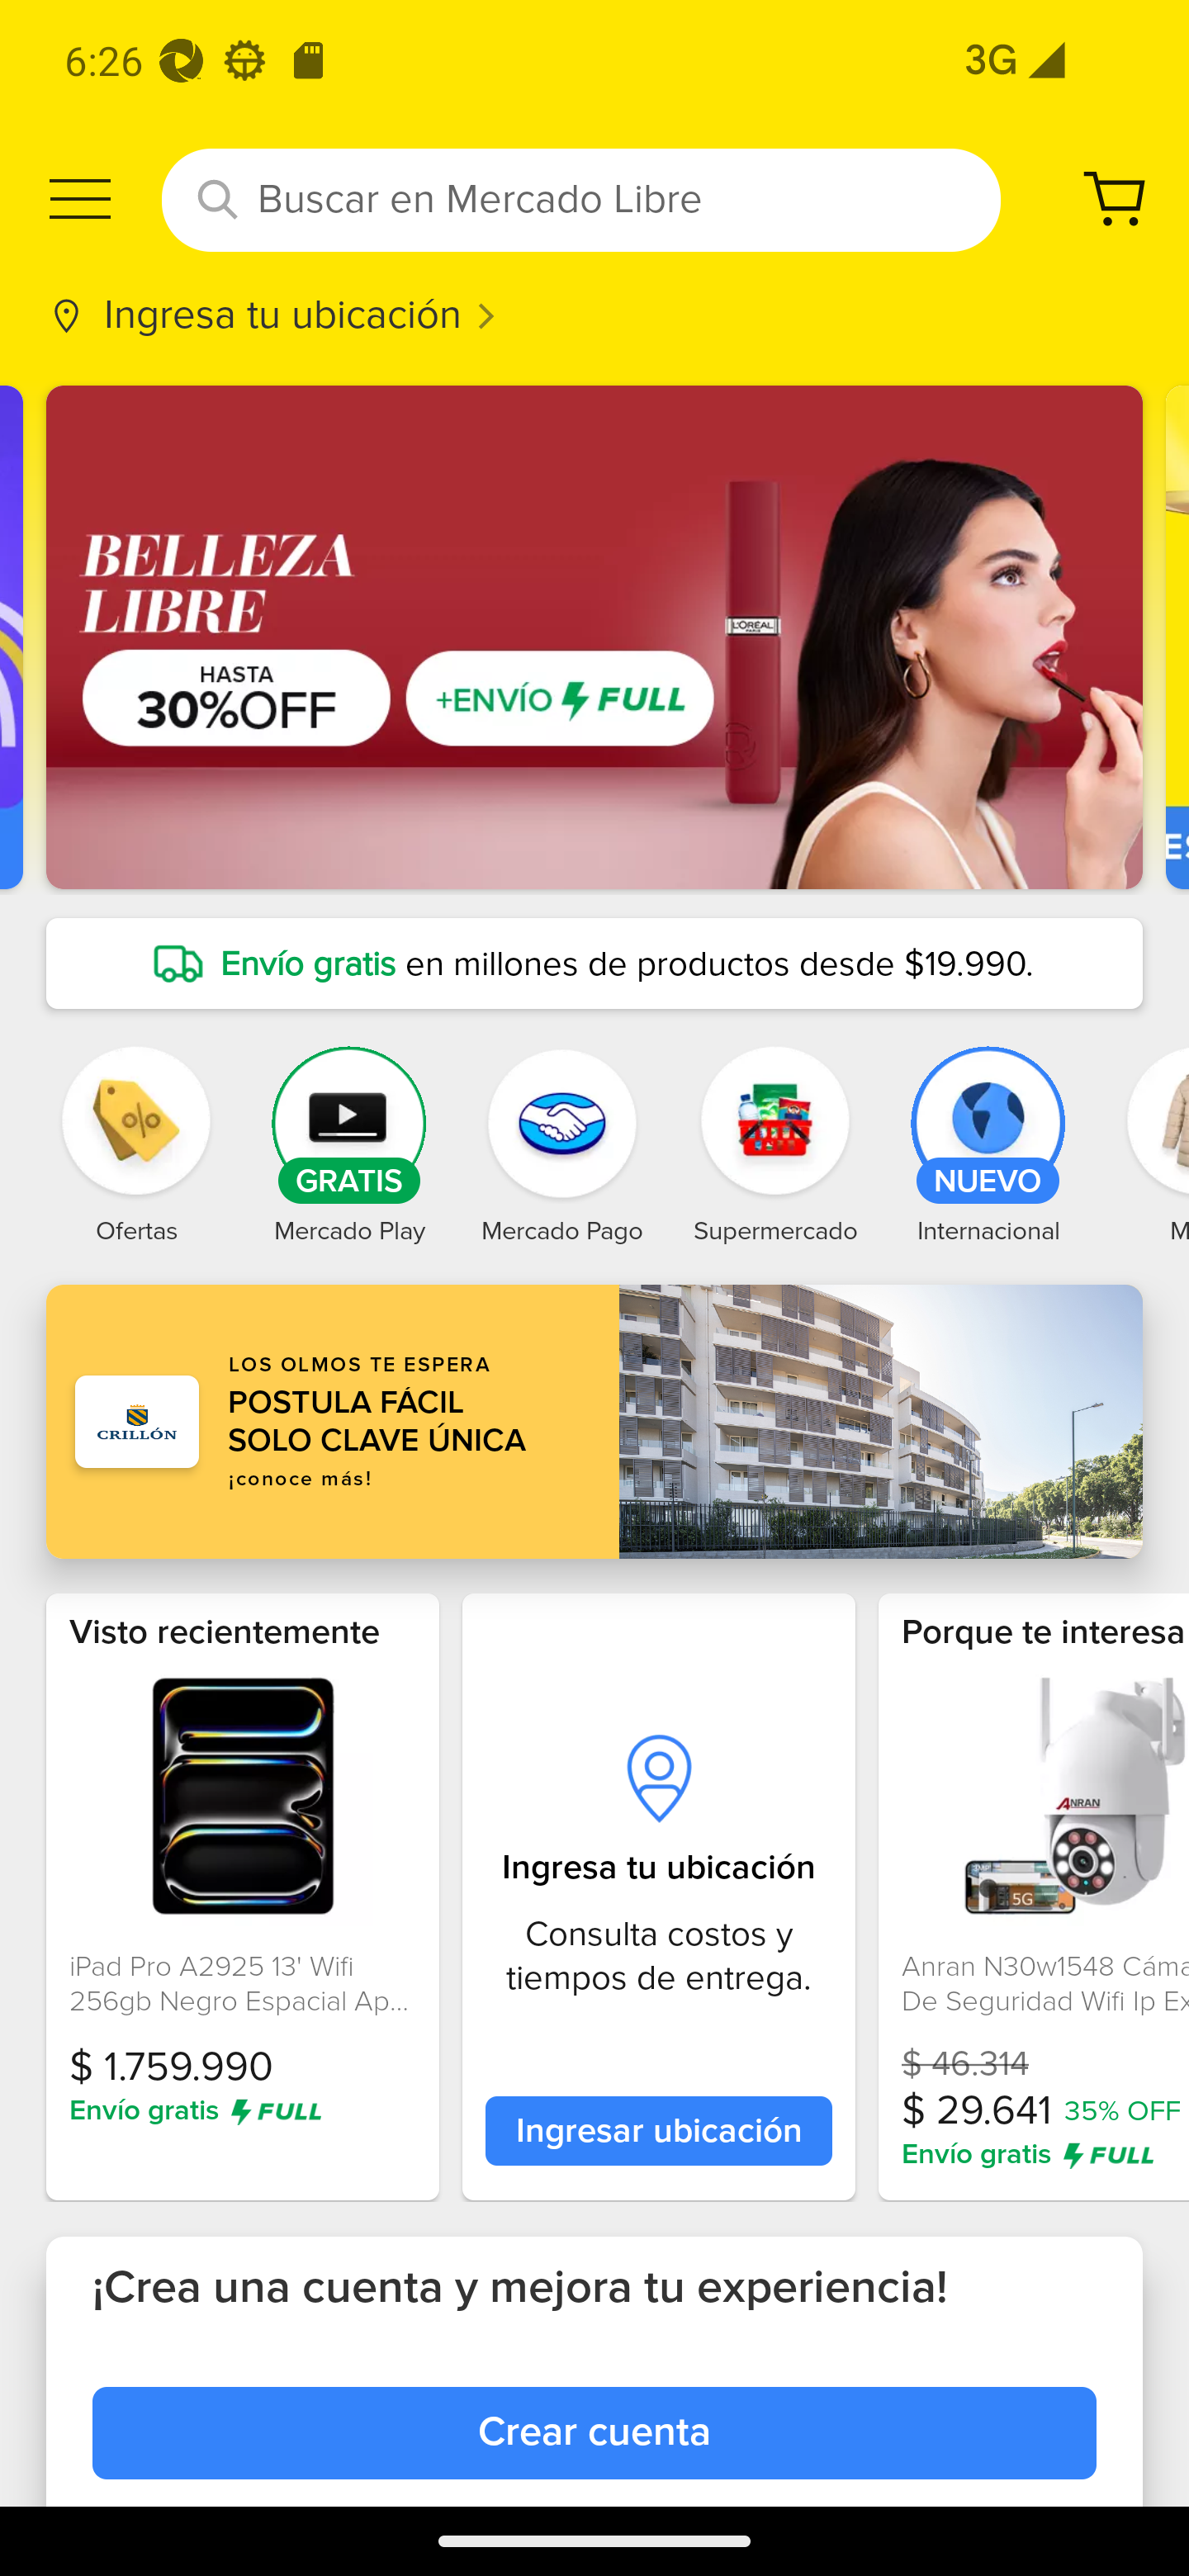 6:26
3G
Buscar en Mercado Libre
Ingresa tu ubicación
BELLEZA
LIBRE
HASTA
30%OFF
+ENVÍO FULL
L'ORÉAL
PARIS
ES
Envío gratis en millones de productos desde $19.990.
GRATIS
NUEVO
Ofertas
Mercado Play
Mercado Pago
Supermercado
Internacional
M
LOS OLMOS TE ESPERA
POSTULA FÁCIL
SOLO CLAVE ÚNICA
¡conoce más!
CRILLÓN
Visto recientemente
iPad Pro A2925 13' Wifi
256gb Negro Espacial Ap...
$ 1.759.990
Envío gratis FULL
Ingresa tu ubicación
Consulta costos y
tiempos de entrega.
Ingresar ubicación
Porque te interesa
ANRAN
5G
Anran N30w1548 Cáma
De Seguridad Wifi Ip Ex
$ 46.314
$ 29.641 35% OFF
Envío gratis FULL
¡Crea una cuenta y mejora tu experiencia!
Crear cuenta